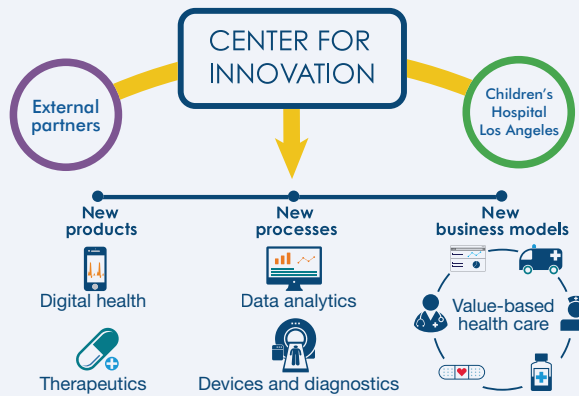 CENTER FOR
INNOVATION
External
partners
Children's
Hospital
Los Angeles
New
products
New
processes
New
business models
Digital health
Data analytics
Value-based
health care
Therapeutics
Devices and diagnostics